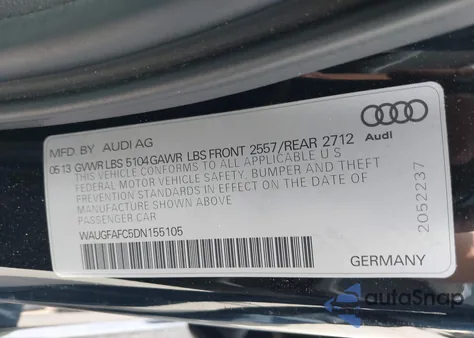 MFD. BY AUDI AG
0513 GVWR LBS 5104 GAWR LBS FRONT 2557/REAR 2712
THIS VEHICLE CONFORMS TO ALL APPLICABLE U S
FEDERAL MOTOR VEHICLE SAFETY, BUMPER AND THEFT
PREVENTION STANDARDS IN EFFECT ON THE DATE OF
MANUFACTURE SHOWN ABOVE
PASSENGER CAR
WAUGFAFC5DN155105
GERMANY
Audi
2052237
autoSnap